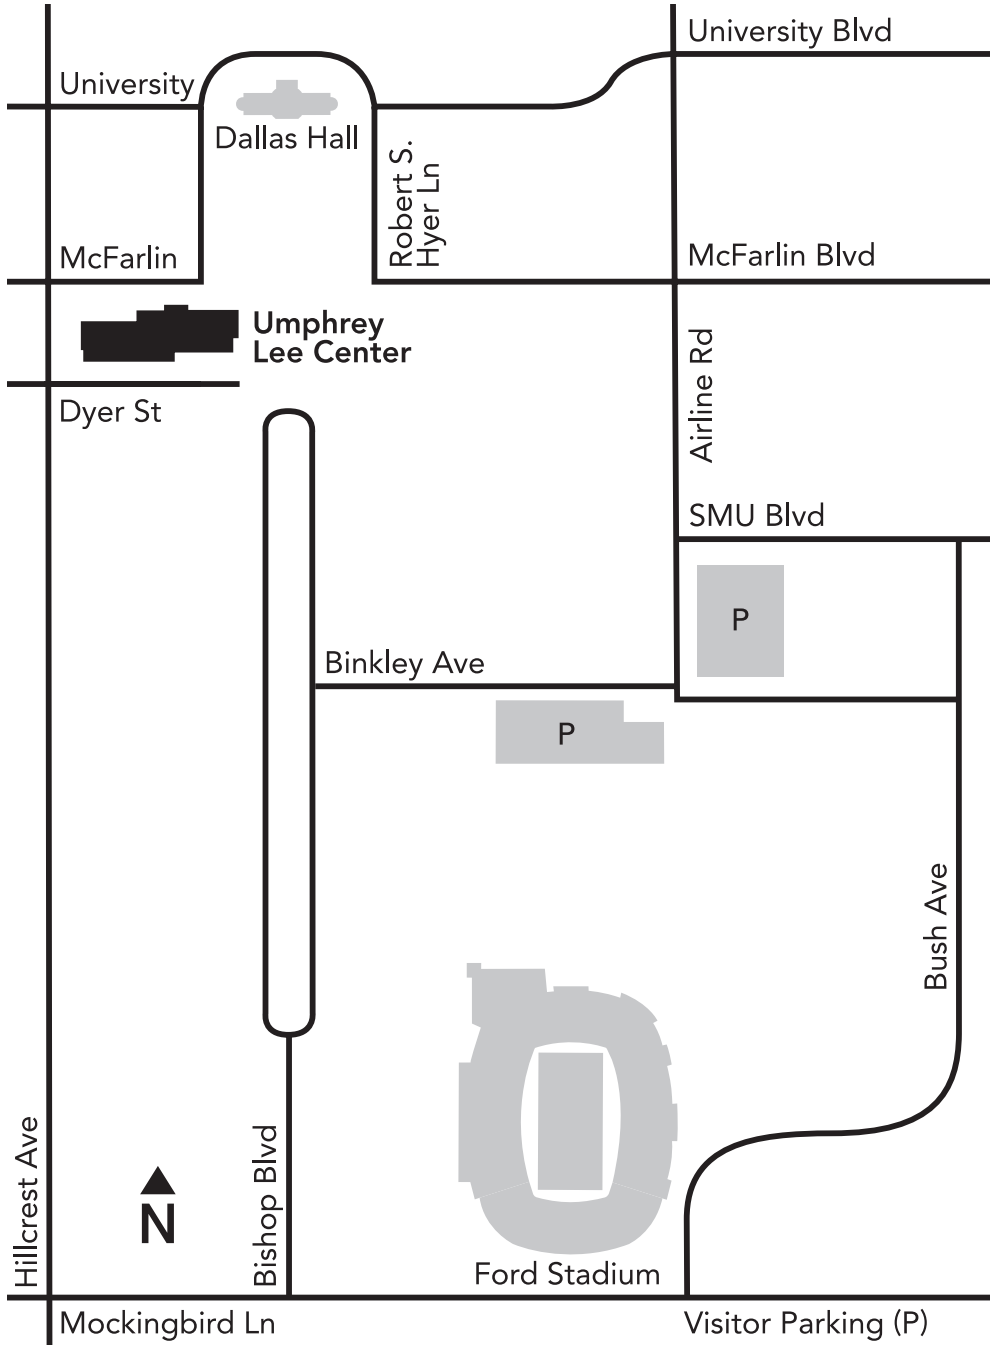 University Blvd
University
Dallas Hall
Robert S.
Hyer Ln
McFarlin
McFarlin Blvd
Umphrey
Lee Center
Airline Rd
Dyer St
SMU Blvd
P
Binkley Ave
P
Bush Ave
Hillcrest Ave
N
Bishop Blvd
Ford Stadium
Mockingbird Ln
Visitor Parking (P)